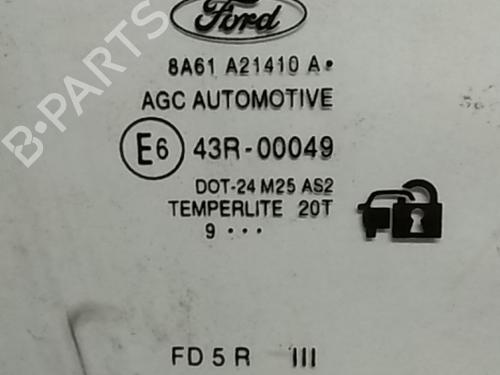 B-PARTS
Ford
8A61 A21410 A•
AGC AUTOMOTIVE
E6 43R-00049
DOT-24 M25 AS2
TEMPERLITE 20T
9 •••
FD 5 R III